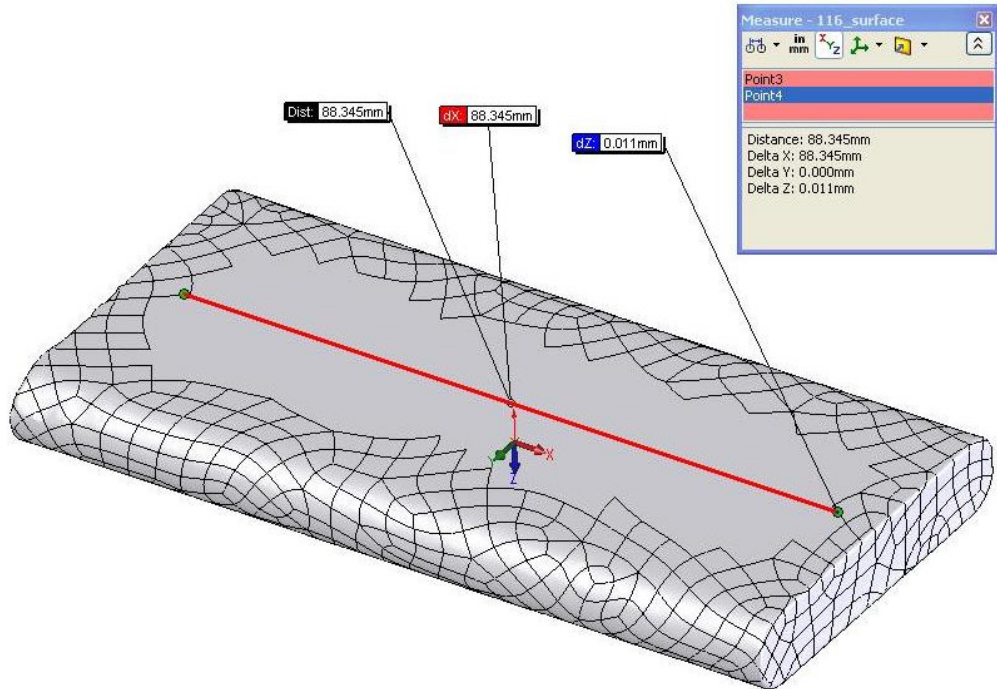 Measure - 116_surface
in
mm
X
Y
Z
Point3
Point4
Distance: 88.345mm
Delta X: 88.345mm
Delta Y: 0.000mm
Delta Z: 0.011mm
Dist: 88.345mm
dX: 88.345mm
dZ: 0.011mm
X
Z